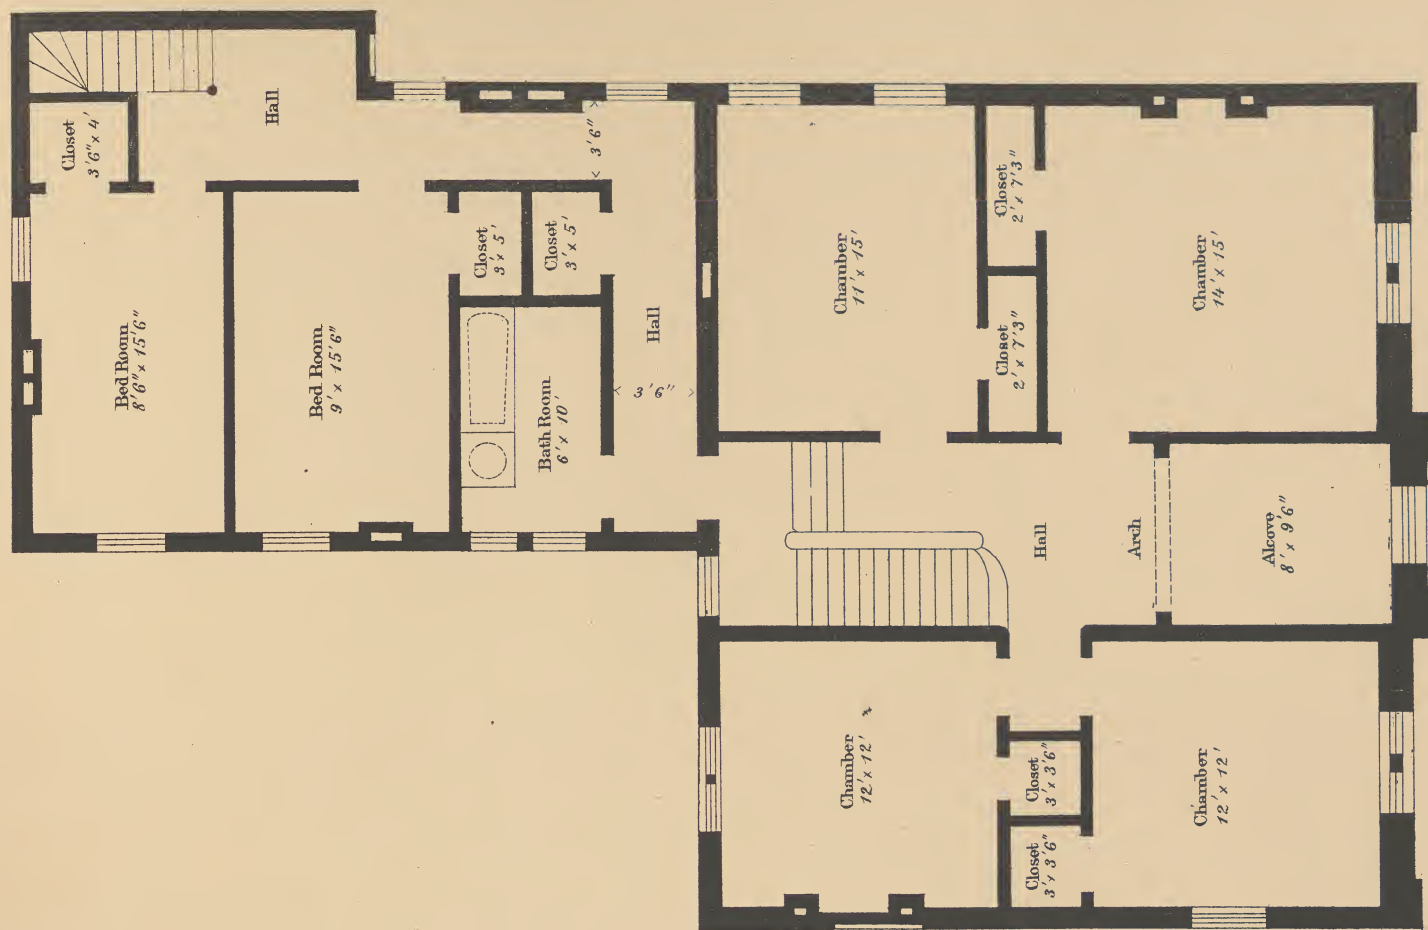 Hall
Closet
3'6" x 4'
3'6"
Bed Room
8'6" x 15'6"
Bed Room
9' x 15'6"
Closet
3' x 5'
Closet
3' x 5'
Bath Room
6' x 10'
Hall
3'6"
Chamber
11' x 15'
Closet
2' x 7'3"
Closet
2' x 7'3"
Chamber
14' x 15'
Hall
Arch
Alcove
8' x 9'6"
Chamber
12' x 12'
Closet
3' x 3'6"
Closet
3' x 3'6"
Chamber
12' x 12'